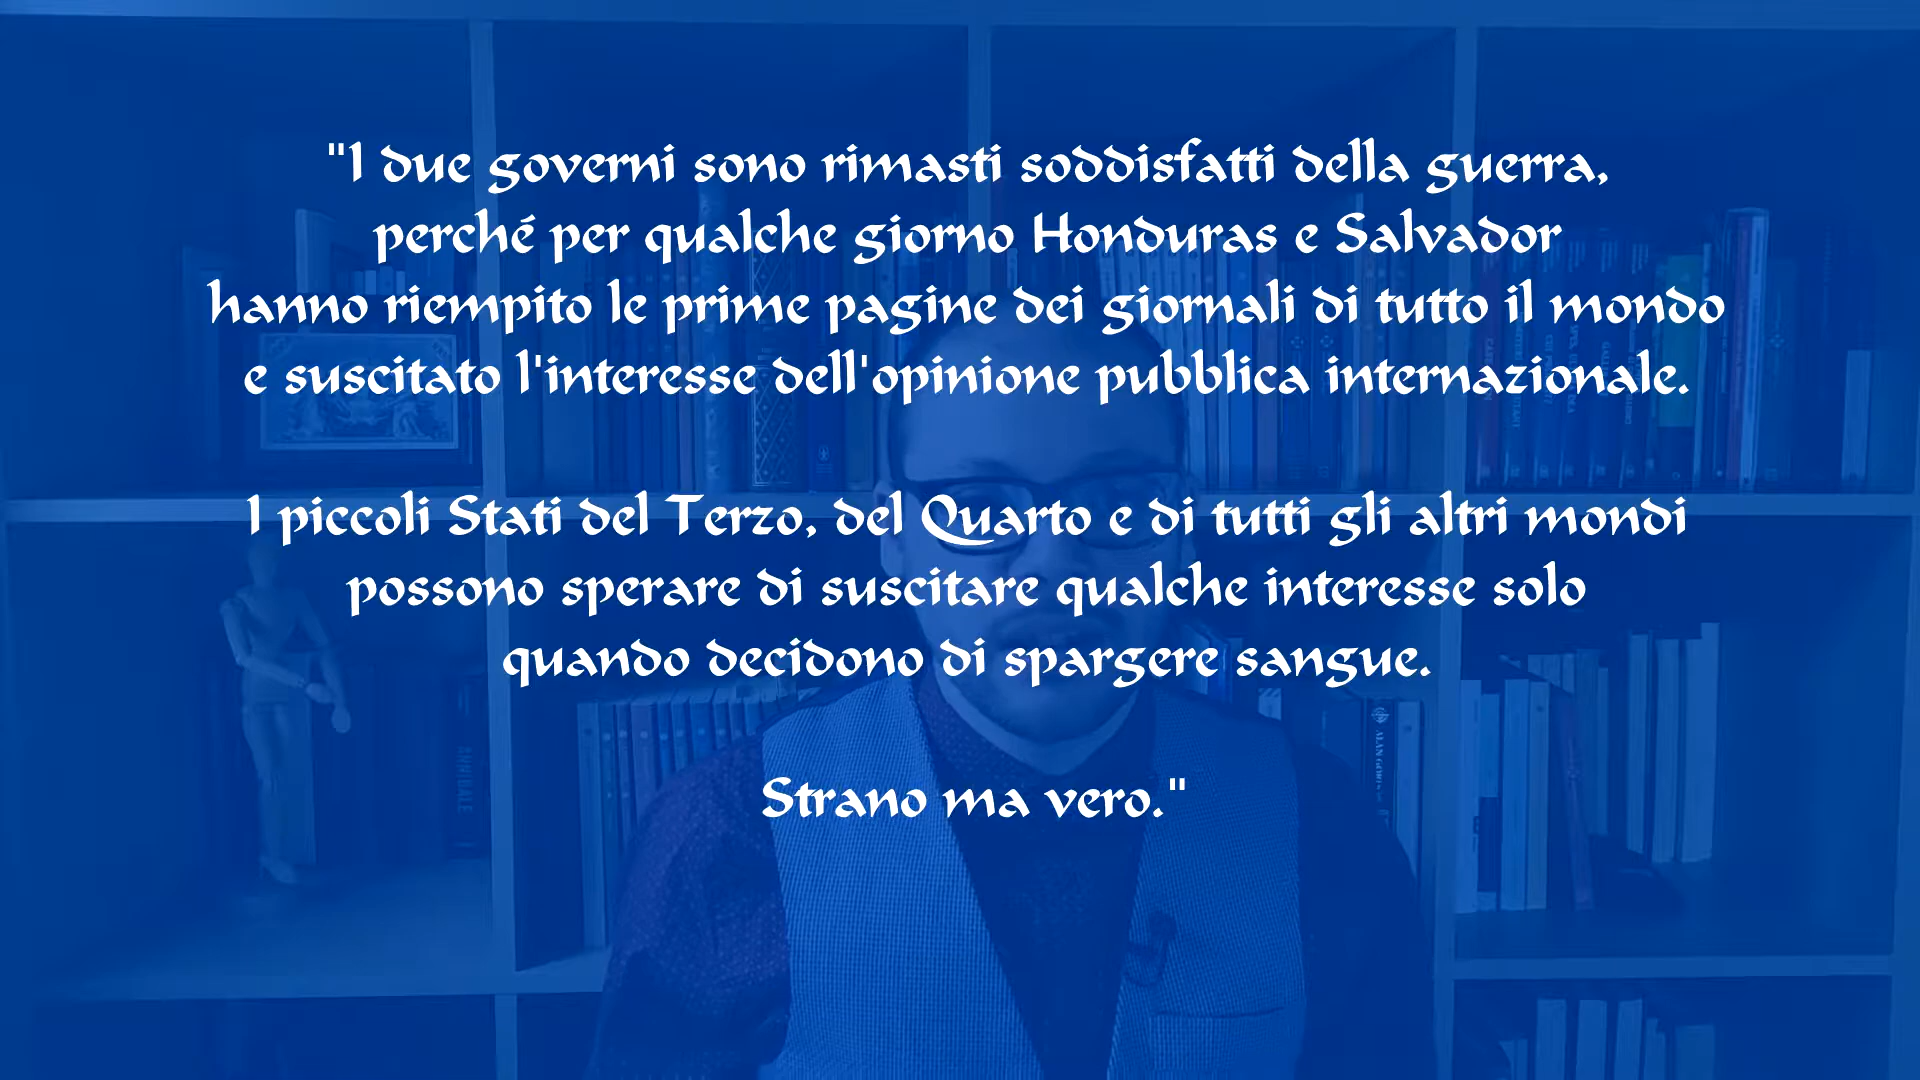 "I due governi sono rimasti soddisfatti della guerra,
perché per qualche giorno Honduras e Salvador
hanno riempito le prime pagine dei giornali di tutto il mondo
e suscitato l'interesse dell'opinione pubblica internazionale.
I piccoli Stati del Terzo, del Quarto e di tutti gli altri mondi
possono sperare di suscitare qualche interesse solo
quando decidono di spargere sangue.
Strano ma vero."
ANNIBALE